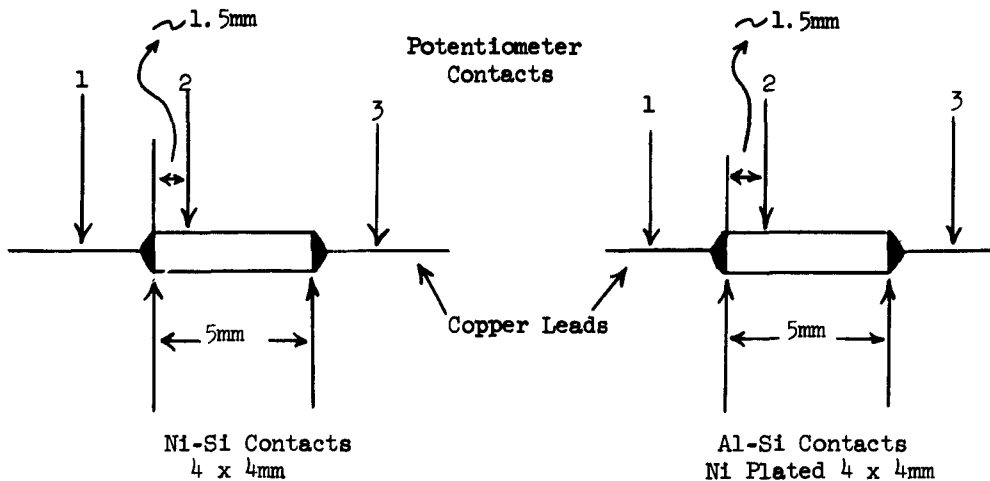 ~1.5mm
Potentiometer
Contacts
~1.5mm
1
2
3
1
2
3
Copper Leads
5mm
5mm
Ni-Si Contacts
4 x 4mm
Al-Si Contacts
Ni Plated 4 x 4mm